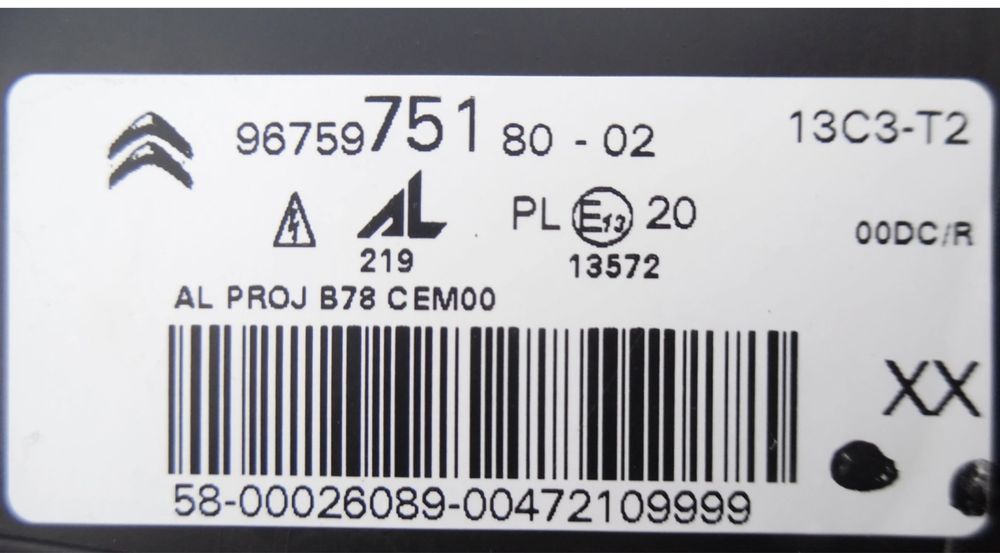 96759751 80 - 02
13C3-T2
AL
219
PL E13 20
13572
00DC/R
AL PROJ B78 CEM00
XX
58-00026089-00472109999